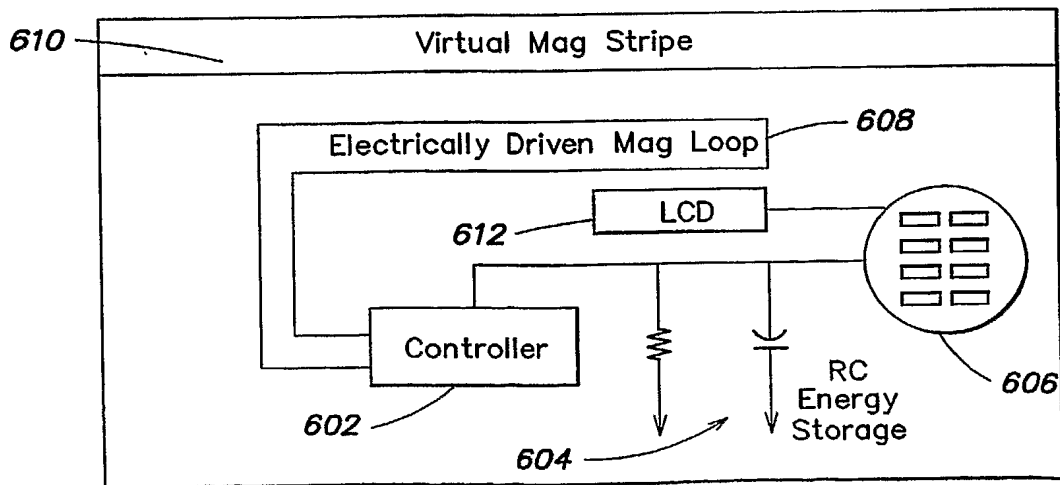 610
Virtual Mag Stripe
608
Electrically Driven Mag Loop
LCD
612
Controller
602
RC
Energy
Storage
606
604